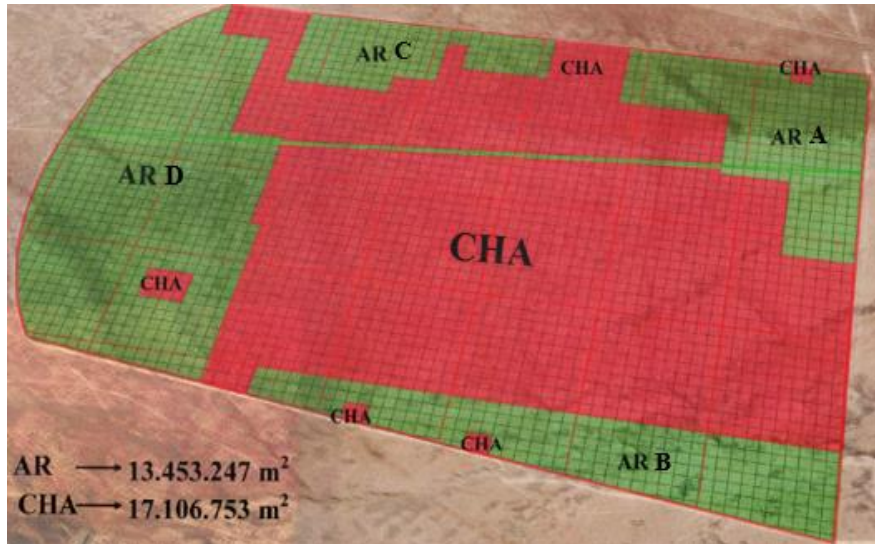 AR C
CHA
CHA
AR A
AR D
CHA
CHA
CHA
CHA
AR B
AR → 13.453.247 m²
CHA → 17.106.753 m²